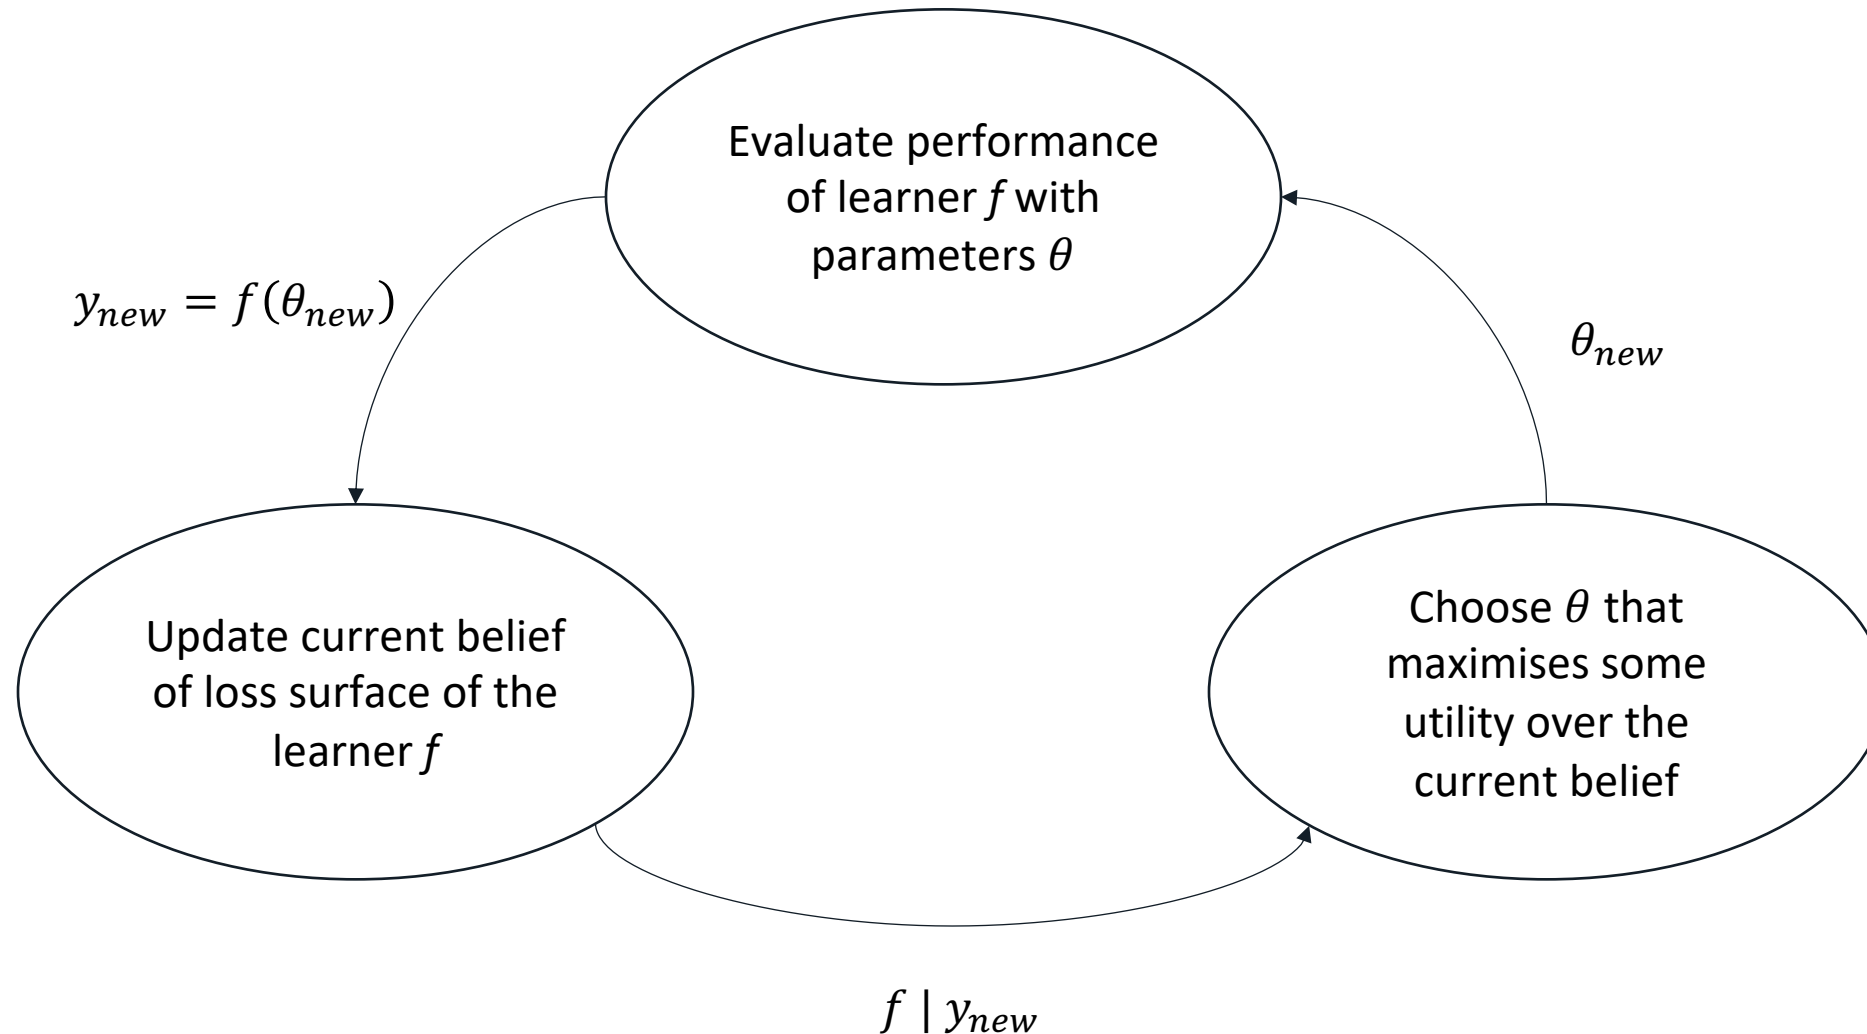 Evaluate performance
of learner f with
parameters θ
y_new = f(θ_new)
θ_new
Update current belief
of loss surface of the
learner f
Choose θ that
maximises some
utility over the
current belief
f | y_new